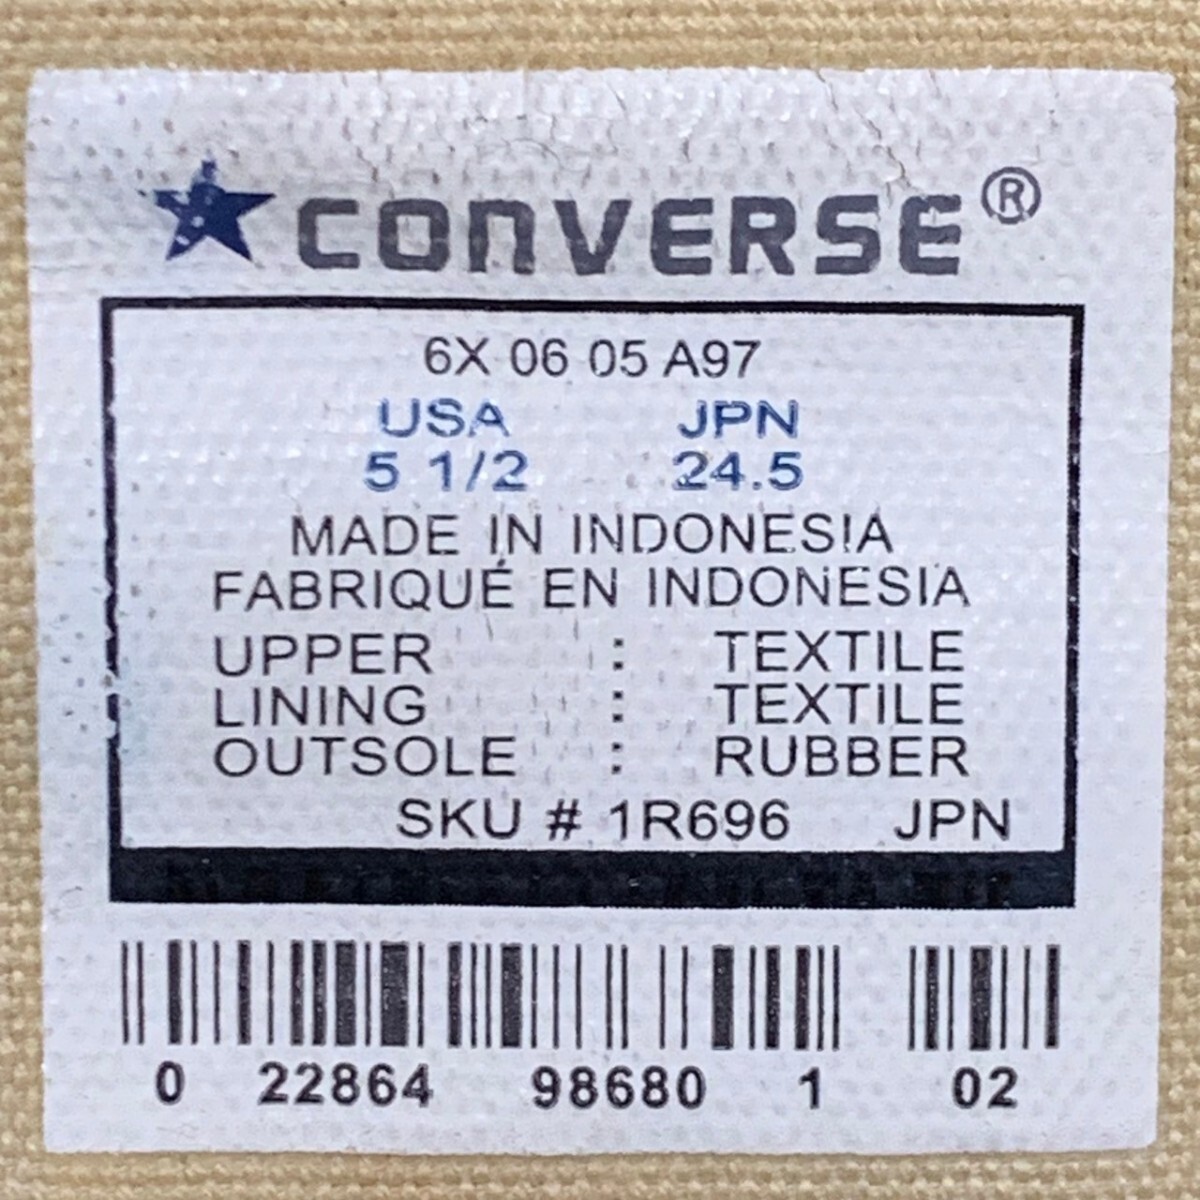 CONVERSE®
6X 06 05 A97
USA JPN
5 1/2 24.5
MADE IN INDONESIA
FABRIQUÉ EN INDONESIA
UPPER : TEXTILE
LINING : TEXTILE
OUTSOLE : RUBBER
SKU # 1R696 JPN
0 22864 98680 1 02